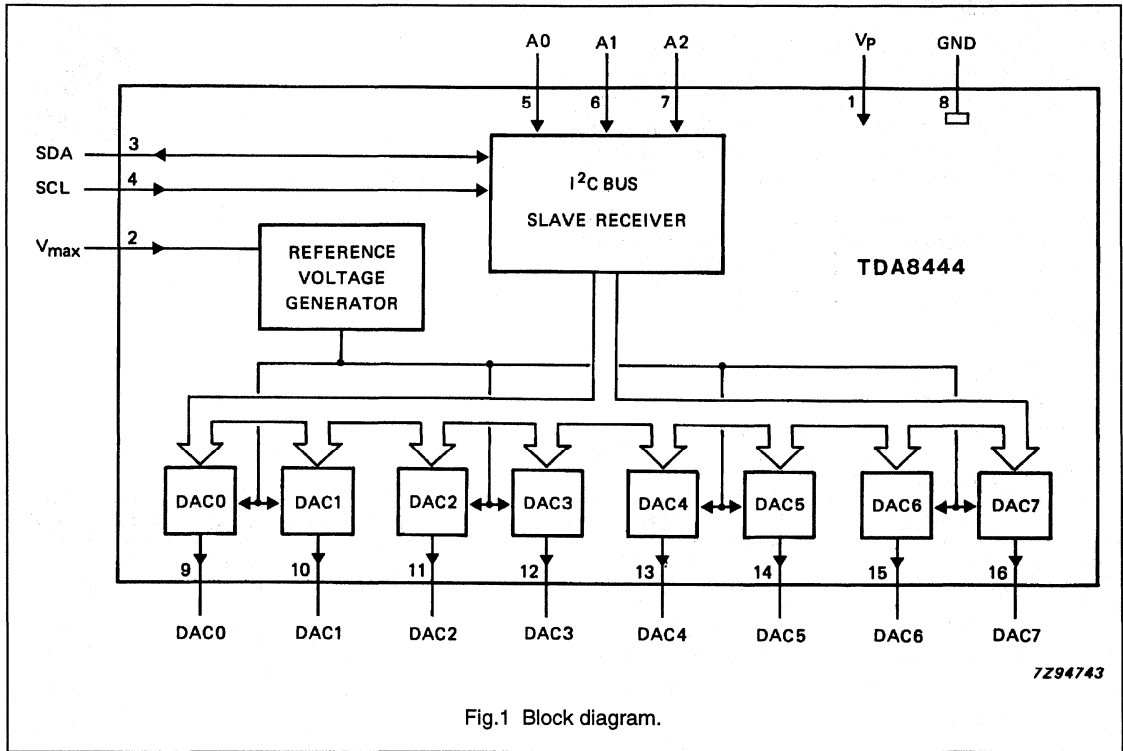 A0 A1 A2 VP GND
5 6 7 1 8
SDA 3
SCL 4
I²C BUS
SLAVE RECEIVER
Vmax 2
REFERENCE
VOLTAGE
GENERATOR
TDA8444
DAC0 DAC1 DAC2 DAC3 DAC4 DAC5 DAC6 DAC7
9 10 11 12 13 14 15 16
DAC0 DAC1 DAC2 DAC3 DAC4 DAC5 DAC6 DAC7
7Z94743
Fig.1 Block diagram.